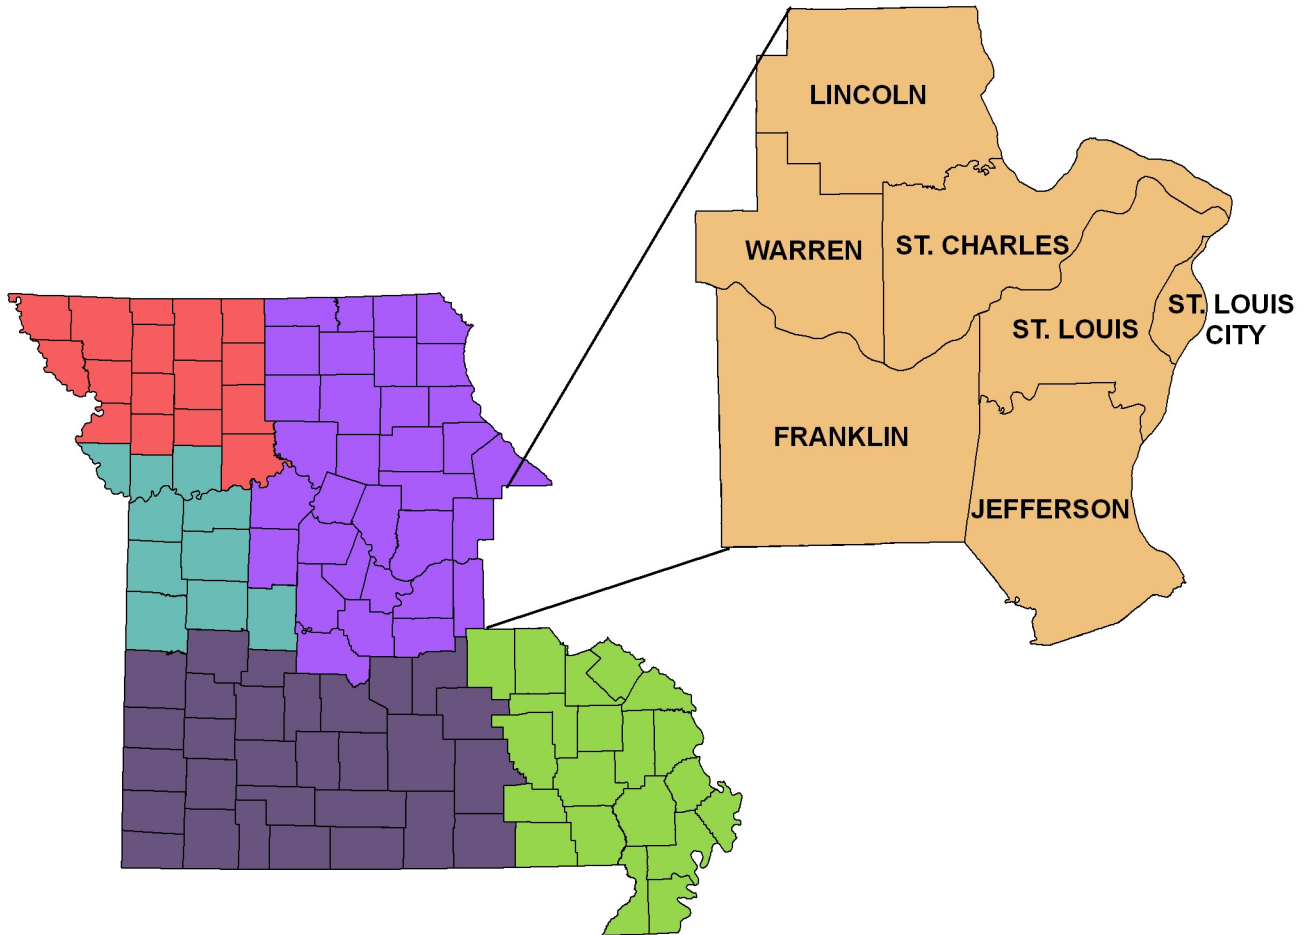 LINCOLN
WARREN
ST. CHARLES
ST. LOUIS
CITY
ST. LOUIS
FRANKLIN
JEFFERSON